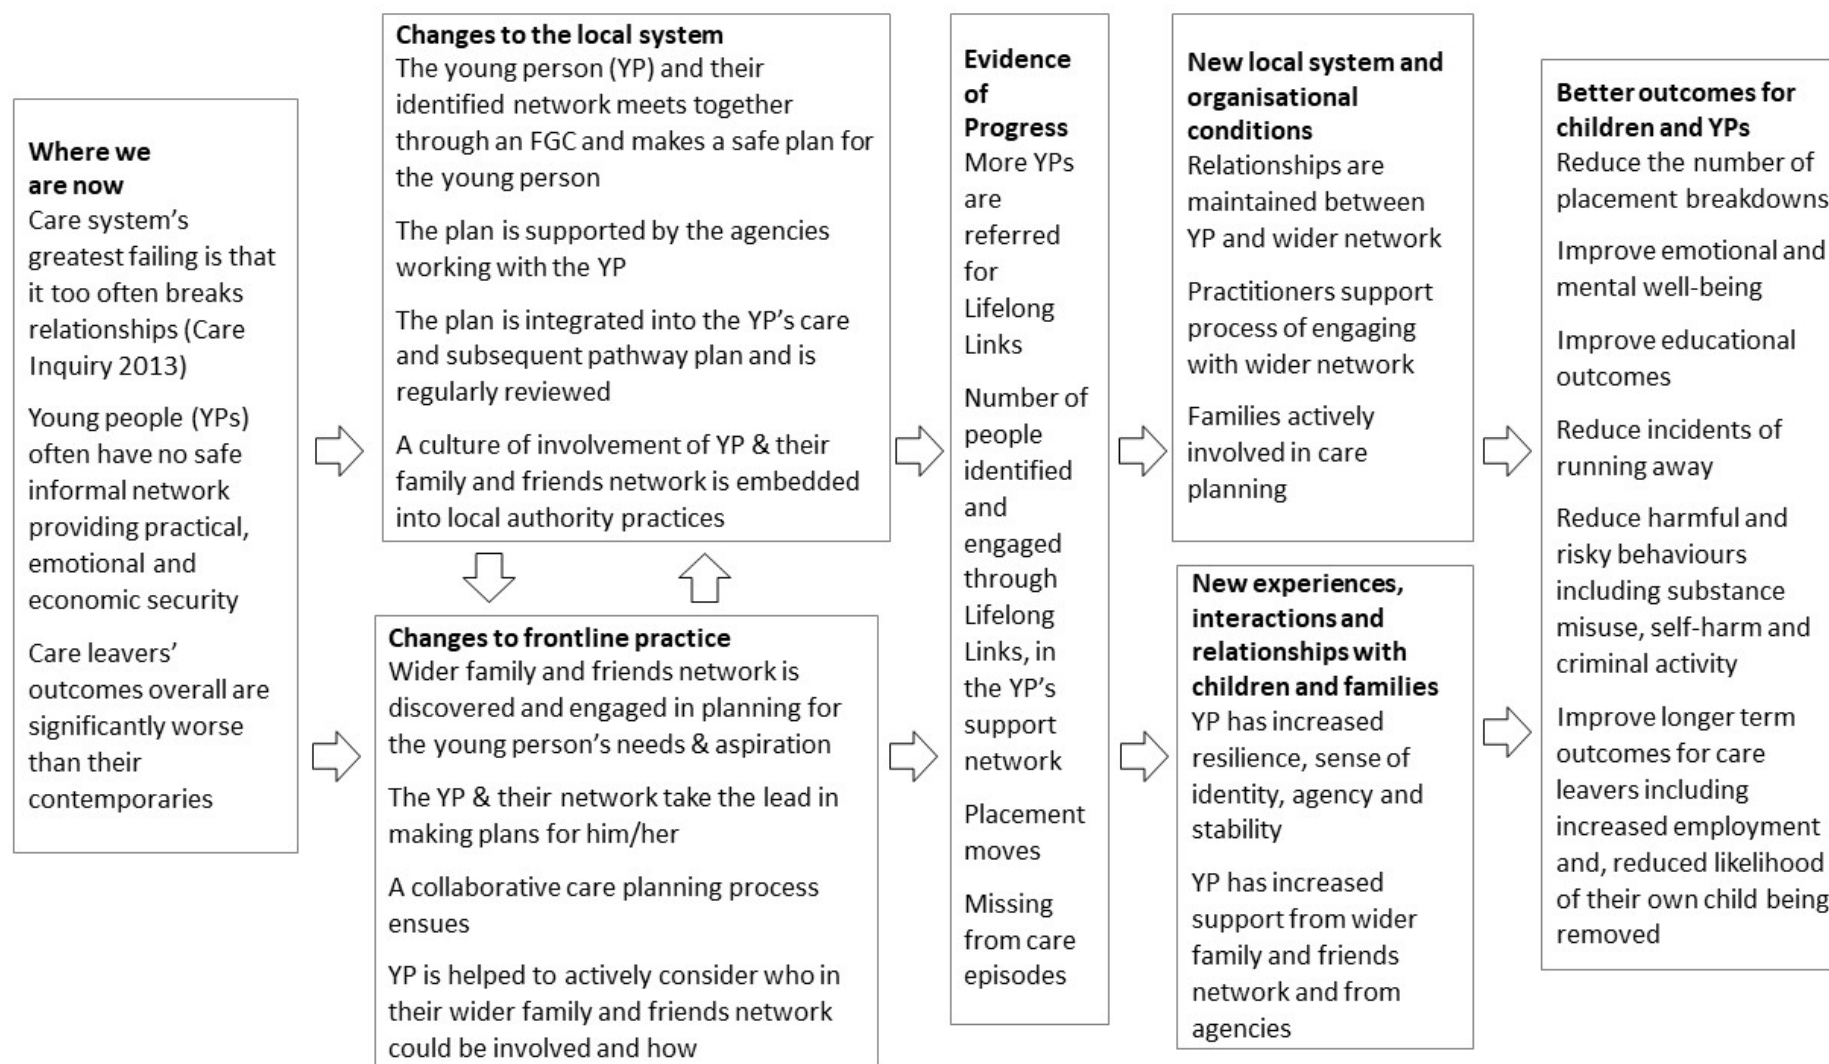 Where we
are now
Care system's
greatest failing is that
it too often breaks
relationships (Care
Inquiry 2013)
Young people (YPs)
often have no safe
informal network
providing practical,
emotional and
economic security
Care leavers'
outcomes overall are
significantly worse
than their
contemporaries
Changes to the local system
The young person (YP) and their
identified network meets together
through an FGC and makes a safe plan for
the young person
The plan is supported by the agencies
working with the YP
The plan is integrated into the YP's care
and subsequent pathway plan and is
regularly reviewed
A culture of involvement of YP & their
family and friends network is embedded
into local authority practices
Changes to frontline practice
Wider family and friends network is
discovered and engaged in planning for
the young person's needs & aspiration
The YP & their network take the lead in
making plans for him/her
A collaborative care planning process
ensues
YP is helped to actively consider who in
their wider family and friends network
could be involved and how
Evidence
of
Progress
More YPs
are
referred
for
Lifelong
Links
Number of
people
identified
and
engaged
through
Lifelong
Links, in
the YP's
support
network
Placement
moves
Missing
from care
episodes
New local system and
organisational
conditions
Relationships are
maintained between
YP and wider network
Practitioners support
process of engaging
with wider network
Families actively
involved in care
planning
New experiences,
interactions and
relationships with
children and families
YP has increased
resilience, sense of
identity, agency and
stability
YP has increased
support from wider
family and friends
network and from
agencies
Better outcomes for
children and YPs
Reduce the number of
placement breakdowns
Improve emotional and
mental well-being
Improve educational
outcomes
Reduce incidents of
running away
Reduce harmful and
risky behaviours
including substance
misuse, self-harm and
criminal activity
Improve longer term
outcomes for care
leavers including
increased employment
and, reduced likelihood
of their own child being
removed